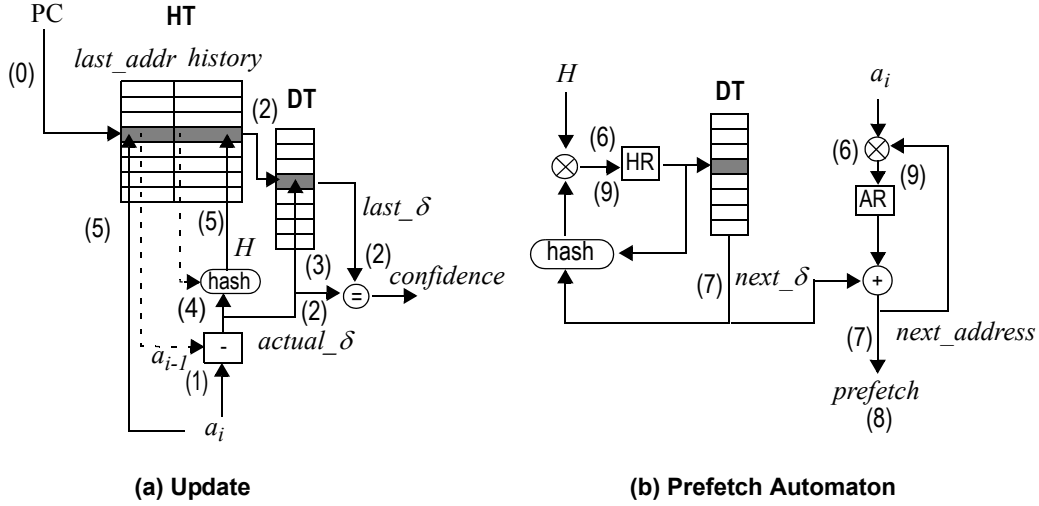 PC
HT
(0)
last_addr history
(2)
DT
last_δ
(5)
(5)
H
(3)
(2)
confidence
hash
=
(4)
(2)
actual_δ
-
a_{i-1}
(1)
a_i
(a) Update
H
DT
a_i
(6)
HR
(6)
(9)
(9)
AR
hash
(7)
next_δ
+
(7)
next_address
prefetch
(8)
(b) Prefetch Automaton